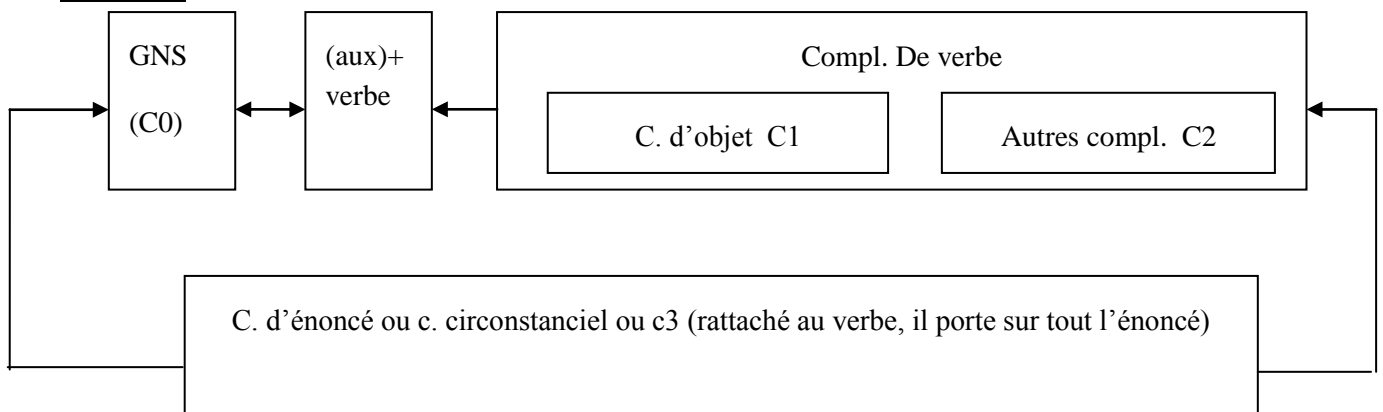 GNS
(C0)
(aux)+
verbe
Compl. De verbe
C. d’objet C1
Autres compl. C2
C. d’énoncé ou c. circonstanciel ou c3 (rattaché au verbe, il porte sur tout l’énoncé)